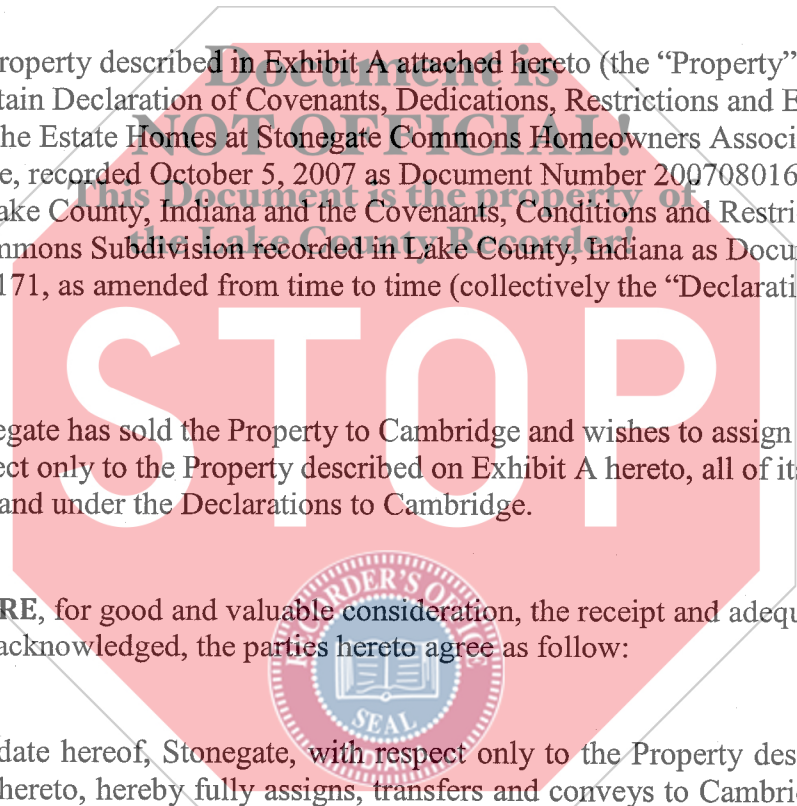 roperty described in Exhibit A attached hereto (the “Property”
Document is
tain Declaration of Covenants, Dedications, Restrictions and E
he Estate Homes at Stonegate Commons Homeowners Associ
NOT OFFICIAL!
e, recorded October 5, 2007 as Document Number 200708016
This Document is the property of
ake County, Indiana and the Covenants, Conditions and Restri
the Lake County Recorder!
mmons Subdivision recorded in Lake County, Indiana as Docu
171, as amended from time to time (collectively the “Declarati
STOP
egate has sold the Property to Cambridge and wishes to assign
ect only to the Property described on Exhibit A hereto, all of its
and under the Declarations to Cambridge.
RE, for good and valuable consideration, the receipt and adequ
acknowledged, the parties hereto agree as follow:
RECORDER'S OFFICE
SEAL
INDIANA
date hereof, Stonegate, with respect only to the Property des
hereto, hereby fully assigns, transfers and conveys to Cambri